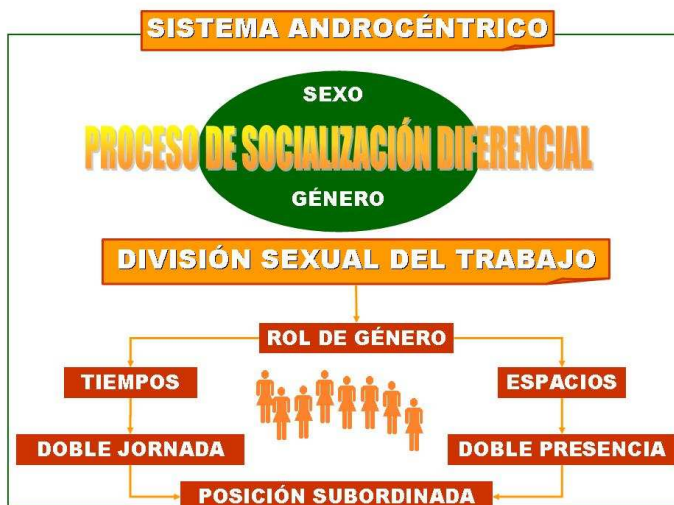 SISTEMA ANDROCÉNTRICO
SEXO
PROCESO DE SOCIALIZACIÓN DIFERENCIAL
GÉNERO
DIVISIÓN SEXUAL DEL TRABAJO
ROL DE GÉNERO
TIEMPOS
ESPACIOS
DOBLE JORNADA
DOBLE PRESENCIA
POSICIÓN SUBORDINADA